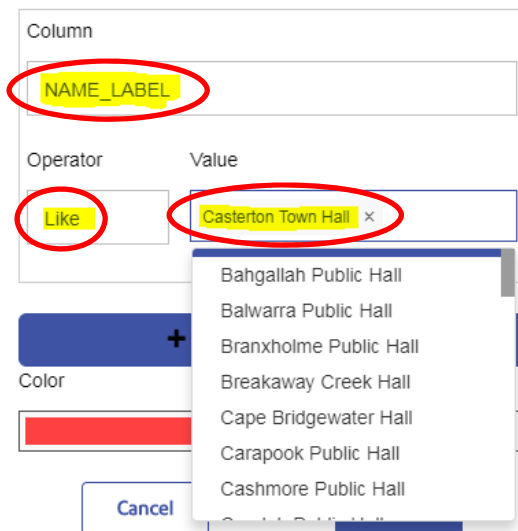 Column
NAME_LABEL
Operator Value
Like Casterton Town Hall ×
Bahgallah Public Hall
Balwarra Public Hall
+
Branxholme Public Hall
Color Breakaway Creek Hall
Cape Bridgewater Hall
Carapook Public Hall
Cashmore Public Hall
Cancel